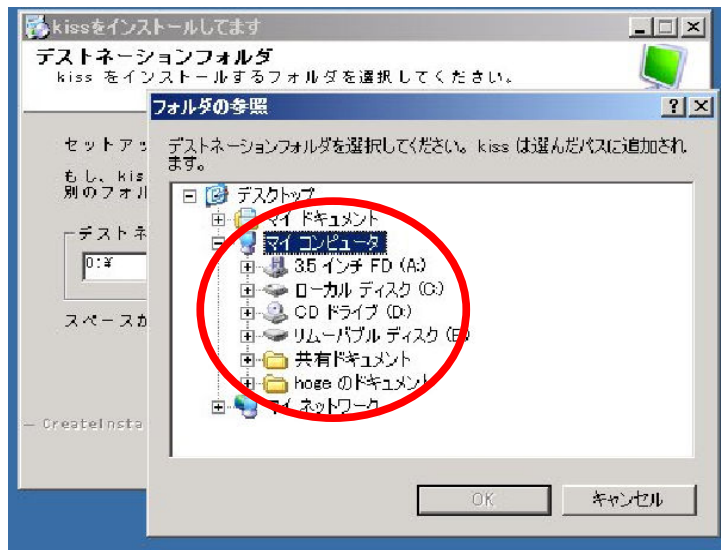 kissをインストールしてます
デストネーションフォルダ
kiss をインストールするフォルダを選択してください。
フォルダの参照
セットアッ
デストネーションフォルダを選択してください。 kiss は選んだパスに追加され
ます。
もし、kis
別のフォル
デスクトップ
マイ ドキュメント
マイ コンピュータ
デストネ
3.5 インチ FD (A:)
0:¥
ローカル ディスク (C:)
CD ドライブ (D:)
スペースが
リムーバブル ディスク (E:)
共有ドキュメント
hoge のドキュメント
マイ ネットワーク
CreateInsta
OK
キャンセル